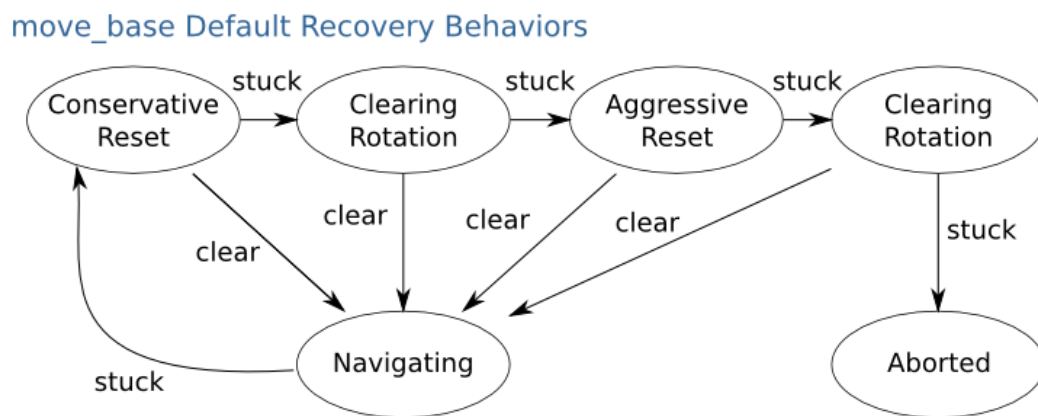 move_base Default Recovery Behaviors
stuck
stuck
stuck
Conservative
Reset
Clearing
Rotation
Aggressive
Reset
Clearing
Rotation
clear
clear
clear
clear
stuck
Navigating
Aborted
stuck